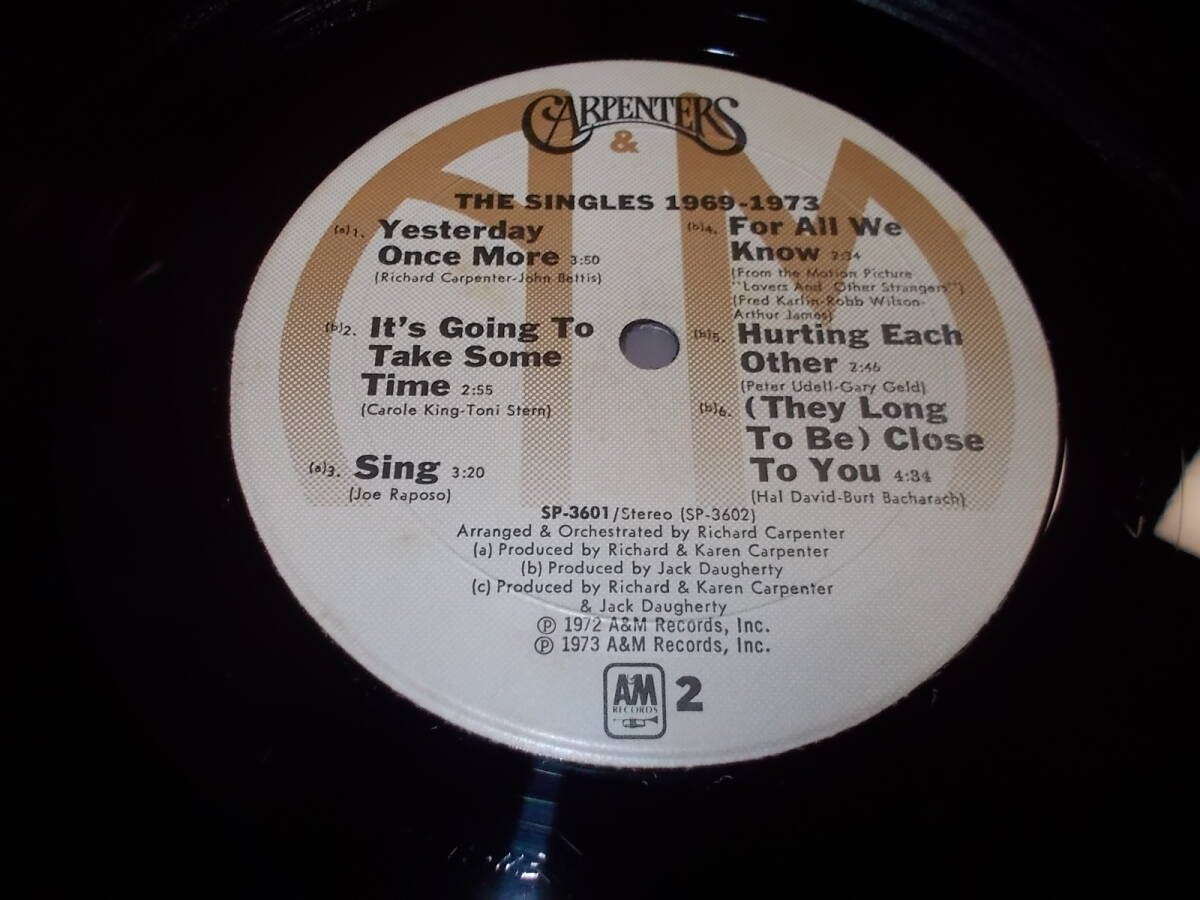 CARPENTERS
&
THE SINGLES 1969-1973
(a)1. Yesterday
Once More 3:50
(Richard Carpenter-John Bettis)
(b)2. It's Going To
Take Some
Time 2:55
(Carole King-Toni Stern)
(a)3. Sing 3:20
(Joe Raposo)
(b)4. For All We
Know 2:34
(From the Motion Picture
"Lovers And Other Strangers")
(Fred Karlin-Robb Wilson-
Arthur James)
(b)5. Hurting Each
Other 2:46
(Peter Udell-Gary Geld)
(b)6. (They Long
To Be) Close
To You 4:34
(Hal David-Burt Bacharach)
SP-3601/Stereo (SP-3602)
Arranged & Orchestrated by Richard Carpenter
(a) Produced by Richard & Karen Carpenter
(b) Produced by Jack Daugherty
(c) Produced by Richard & Karen Carpenter
& Jack Daugherty
℗ 1972 A&M Records, Inc.
℗ 1973 A&M Records, Inc.
A&M
RECORDS
2